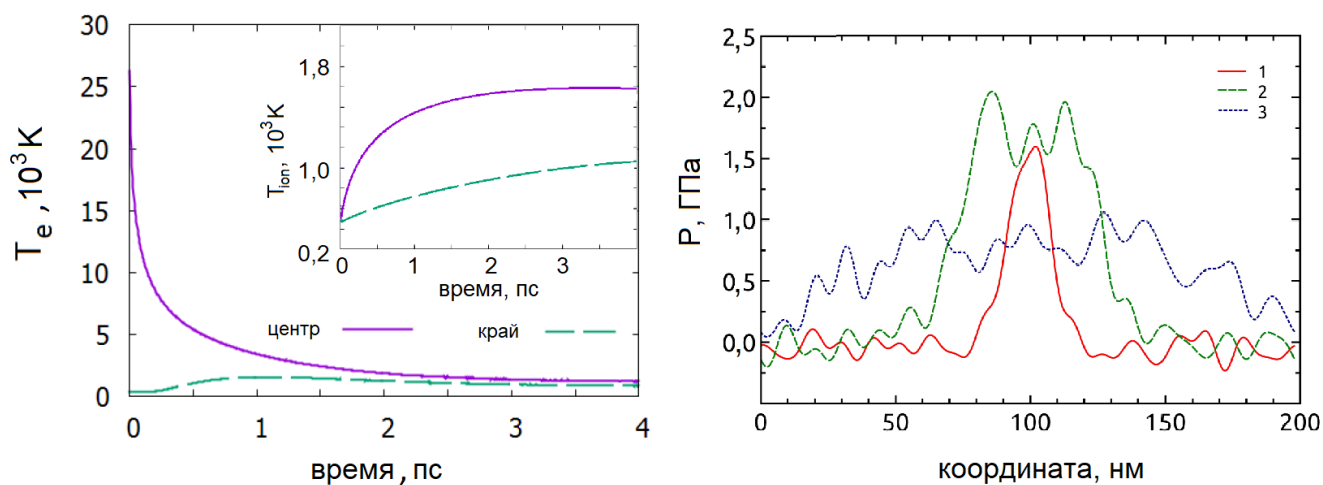 30
25
20
15
10
5
0
T_e, 10^3 K
0 1 2 3 4
время, пс
1,8
1,0
0,2
T_ion, 10^3 K
0 1 2 3
время, пс
центр
край
2,5
2,0
1,5
1,0
0,5
0,0
P, ГПа
1
2
3
0 50 100 150 200
координата, нм